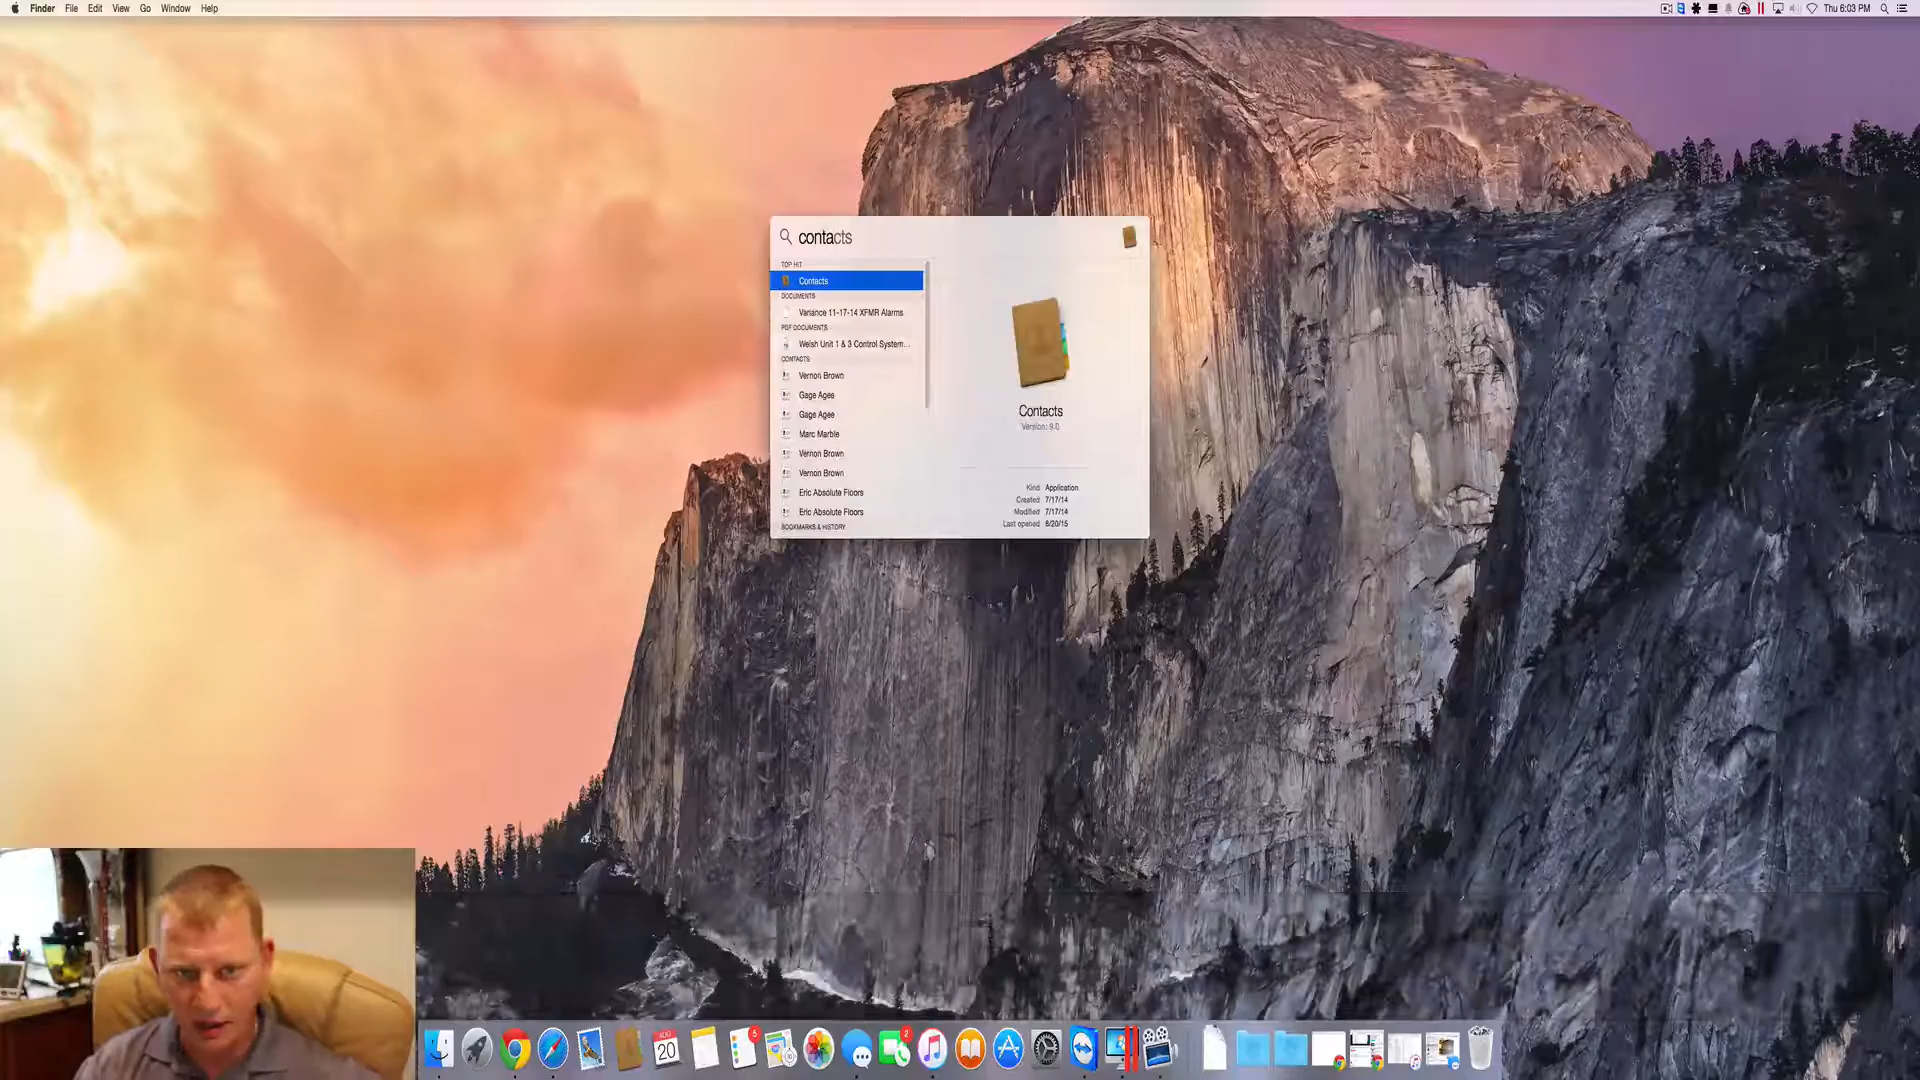 Finder File Edit View Go Window Help
Thu 6:03 PM
contacts
TOP HIT
Contacts
DOCUMENTS
Variance 11-17-14 XFMR Alarms
PDF DOCUMENTS
Welsh Unit 1 & 3 Control System...
CONTACTS
Vernon Brown
Gage Agee
Gage Agee
Marc Marble
Vernon Brown
Vernon Brown
Eric Absolute Floors
Eric Absolute Floors
BOOKMARKS & HISTORY
Contacts
Version: 9.0
Kind Application
Created 7/17/14
Modified 7/17/14
Last opened 8/20/15
AUG
20
5
2